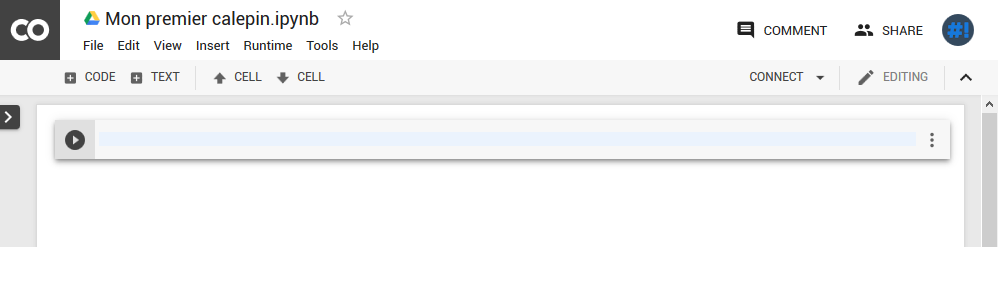 CO Mon premier calepin.ipynb
File Edit View Insert Runtime Tools Help
COMMENT SHARE #!
CODE TEXT CELL CELL CONNECT EDITING